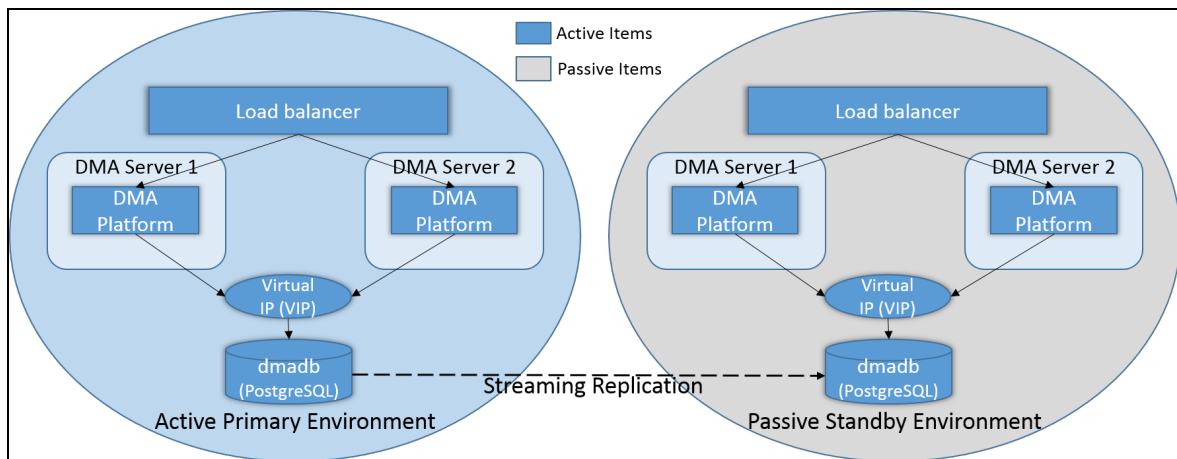 Active Items
Passive Items
Load balancer
DMA Server 1
DMA Server 2
DMA
Platform
DMA
Platform
Virtual
IP (VIP)
dmadb
(PostgreSQL)
Active Primary Environment
Streaming Replication
Load balancer
DMA Server 1
DMA Server 2
DMA
Platform
DMA
Platform
Virtual
IP (VIP)
dmadb
(PostgreSQL)
Passive Standby Environment